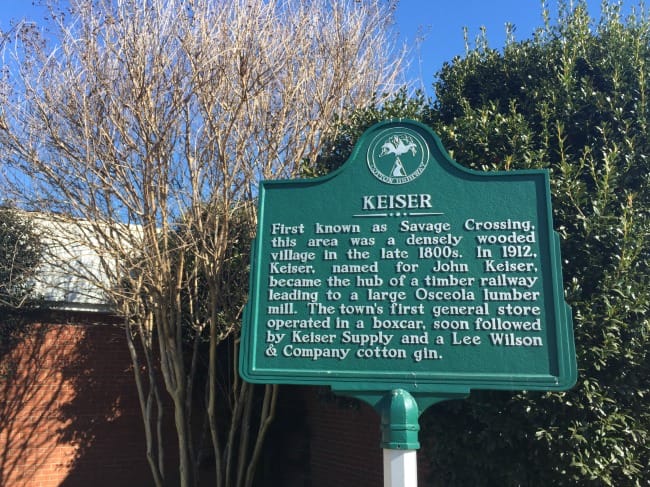 COTTON HIGHWAY
KEISER
First known as Savage Crossing,
this area was a densely wooded
village in the late 1800s. In 1912,
Keiser, named for John Keiser,
became the hub of a timber railway
leading to a large Osceola lumber
mill. The town's first general store
operated in a boxcar, soon followed
by Keiser Supply and a Lee Wilson
& Company cotton gin.